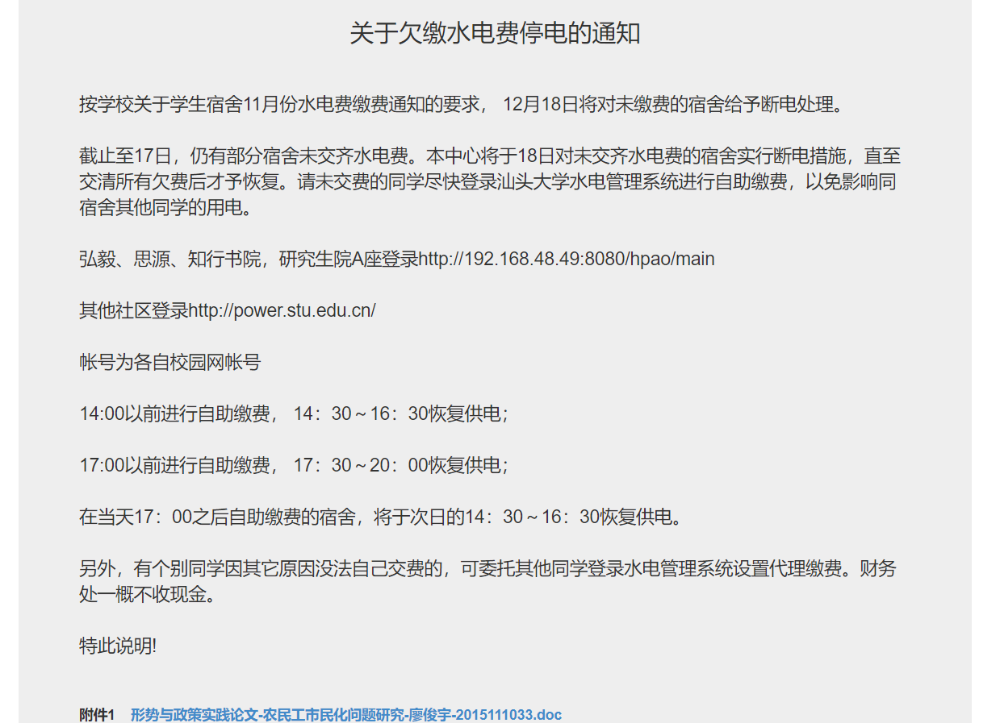 关于欠缴水电费停电的通知
按学校关于学生宿舍11月份水电费缴费通知的要求， 12月18日将对未缴费的宿舍给予断电处理。
截止至17日，仍有部分宿舍未交齐水电费。本中心将于18日对未交齐水电费的宿舍实行断电措施，直至
交清所有欠费后才予恢复。请未交费的同学尽快登录汕头大学水电管理系统进行自助缴费，以免影响同
宿舍其他同学的用电。
弘毅、思源、知行书院，研究生院A座登录http://192.168.48.49:8080/hpao/main
其他社区登录http://power.stu.edu.cn/
帐号为各自校园网帐号
14:00以前进行自助缴费， 14：30～16：30恢复供电；
17:00以前进行自助缴费， 17：30～20：00恢复供电；
在当天17：00之后自助缴费的宿舍，将于次日的14：30～16：30恢复供电。
另外，有个别同学因其它原因没法自己交费的，可委托其他同学登录水电管理系统设置代理缴费。财务
处一概不收现金。
特此说明!
附件1 形势与政策实践论文-农民工市民化问题研究-廖俊宇-2015111033.doc